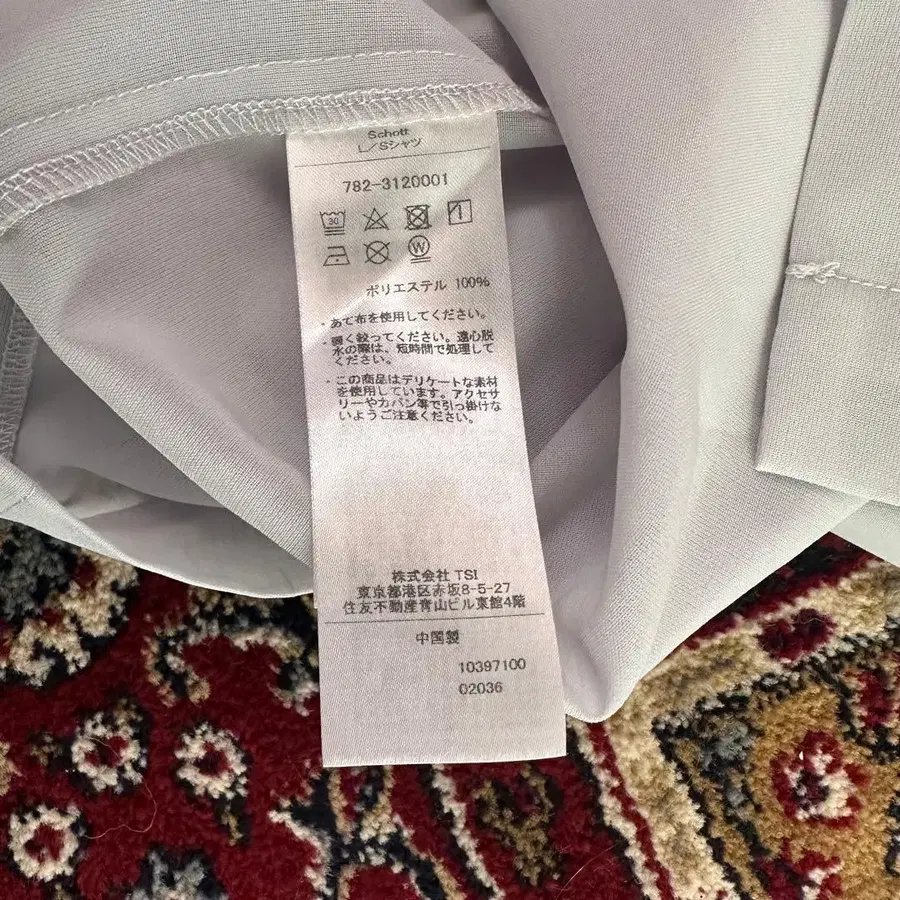 Schott
L/Sシャツ
782-3120001
30
W
ポリエステル 100%
・あて布を使用してください。
・弱く絞ってください。遠心脱
水の際は、短時間で処理して
ください。
・この商品はデリケートな素材
を使用しています。アクセサ
リーやカバン等で引っ掛けな
いようご注意ください。
株式会社 TSI
東京都港区赤坂8-5-27
住友不動産青山ビル東館4階
中国製
10397100
02036